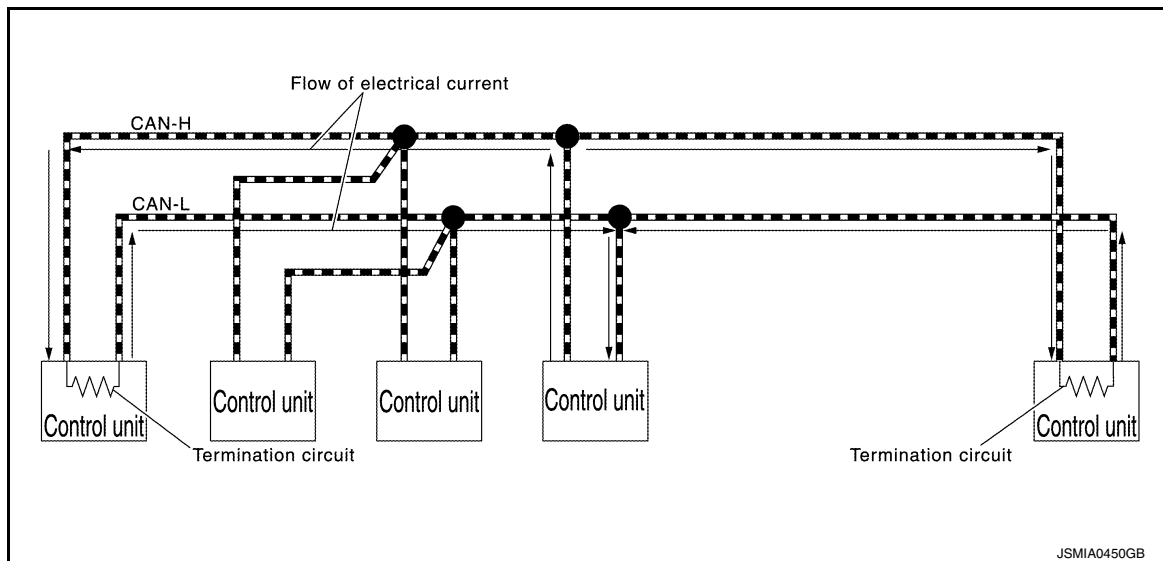 Flow of electrical current
CAN-H
CAN-L
Control unit
Control unit
Control unit
Control unit
Control unit
Termination circuit
Termination circuit
JSMIA0450GB